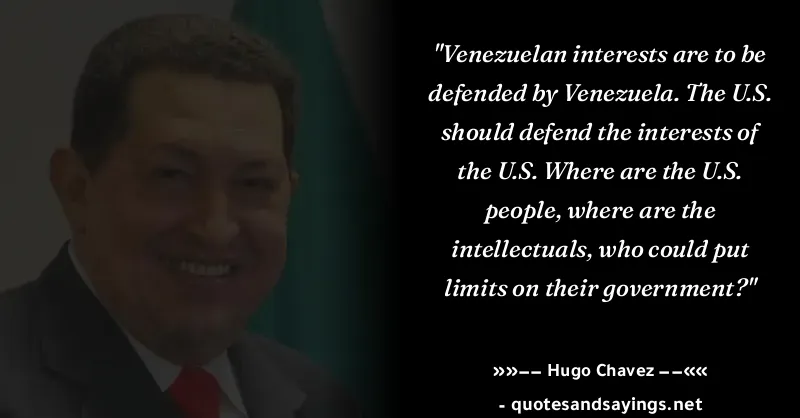 "Venezuelan interests are to be
defended by Venezuela. The U.S.
should defend the interests of
the U.S. Where are the U.S.
people, where are the
intellectuals, who could put
limits on their government?"
»»−− Hugo Chavez −−««
- quotesandsayings.net